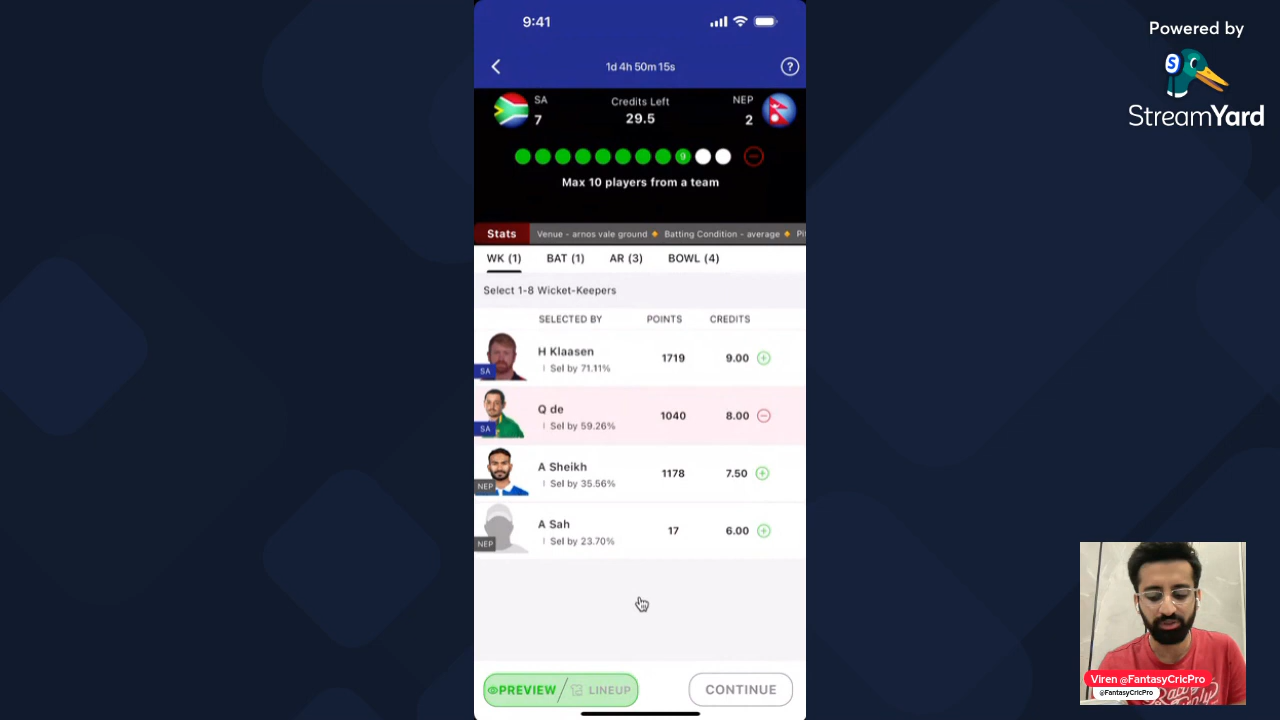 Powered by
StreamYard
9:41
1d 4h 50m 15s
?
SA
7
Credits Left
29.5
NEP
2
9
Max 10 players from a team
Stats
Venue - arnos vale ground
Batting Condition - average
Pi
WK (1)
BAT (1)
AR (3)
BOWL (4)
Select 1-8 Wicket-Keepers
SELECTED BY
POINTS
CREDITS
H Klaasen
Sel by 71.11%
1719
9.00
SA
Q de
Sel by 59.26%
1040
8.00
SA
A Sheikh
Sel by 35.56%
1178
7.50
NEP
A Sah
Sel by 23.70%
17
6.00
NEP
PREVIEW
LINEUP
CONTINUE
Viren @FantasyCricPro
@FantasyCricPro